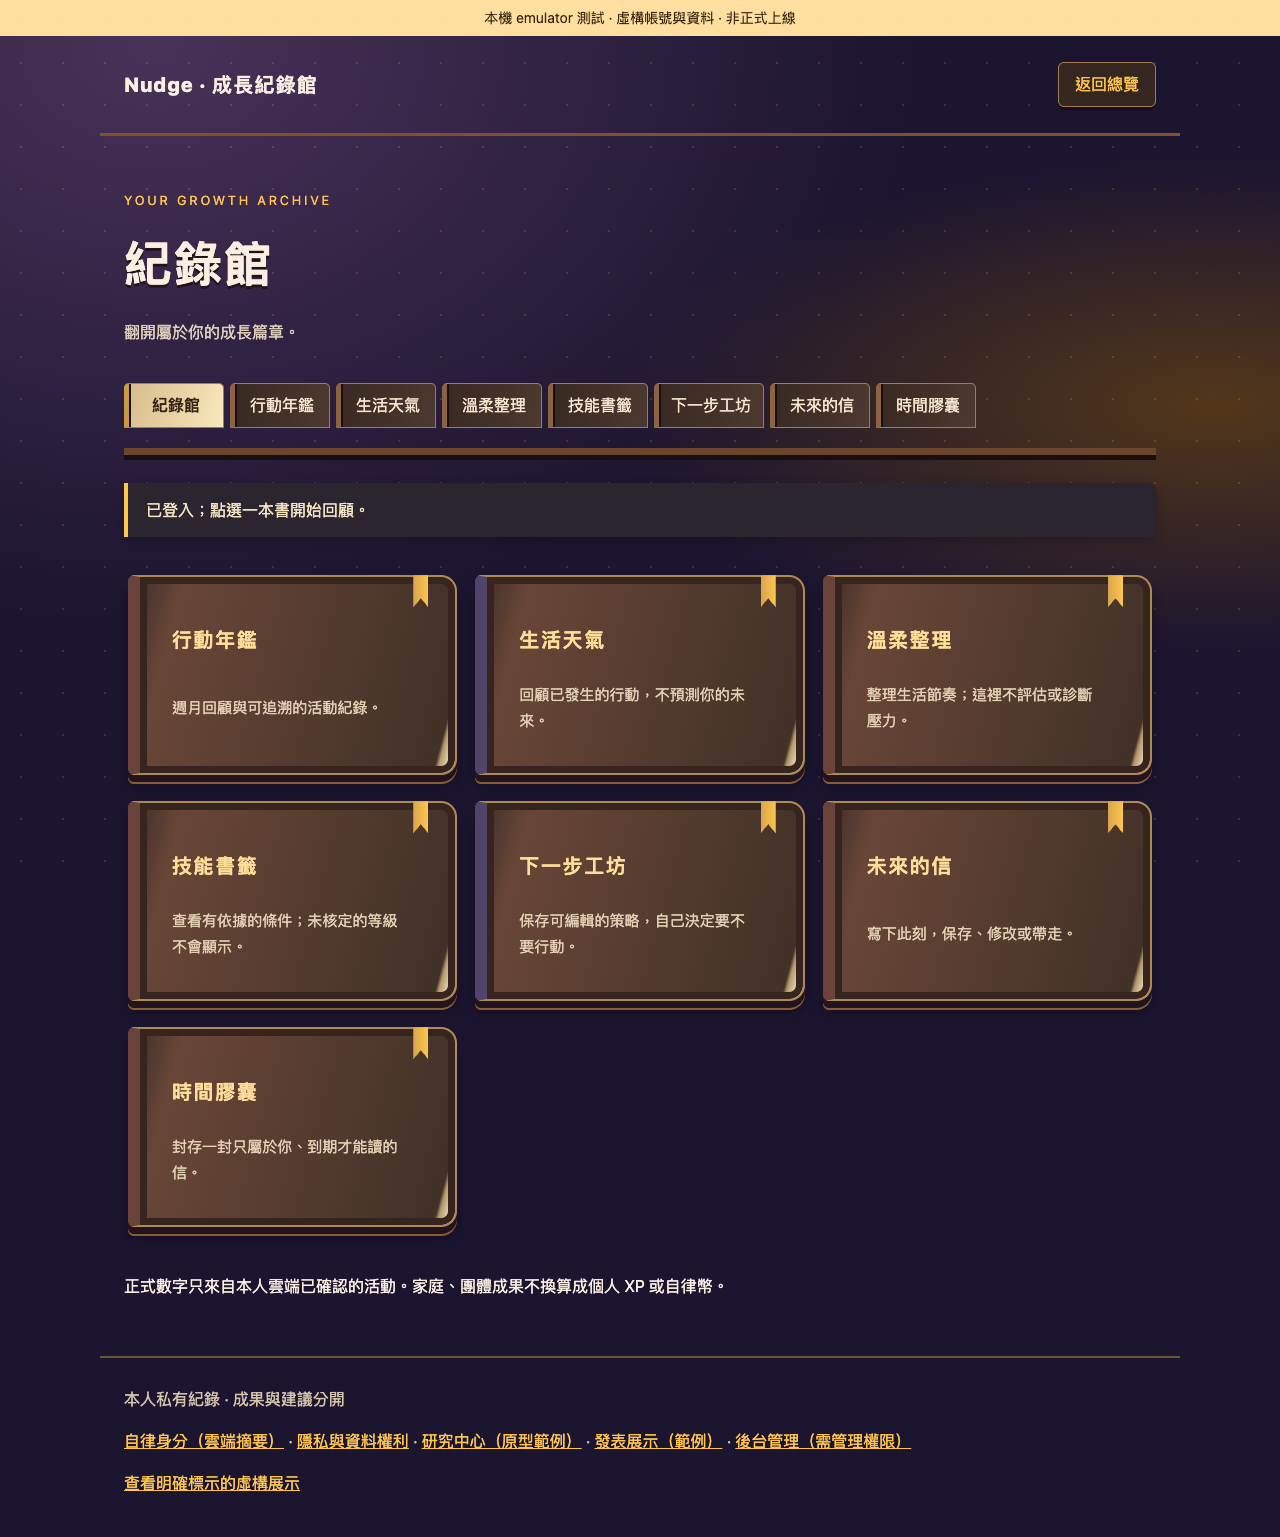 本機 emulator 測試 · 虛構帳號與資料 · 非正式上線
Nudge · 成長紀錄館
返回總覽
YOUR GROWTH ARCHIVE
紀錄館
翻開屬於你的成長篇章。
紀錄館
行動年鑑
生活天氣
溫柔整理
技能書籤
下一步工坊
未來的信
時間膠囊
已登入；點選一本書開始回顧。
行動年鑑
週月回顧與可追溯的活動紀錄。
生活天氣
回顧已發生的行動，不預測你的未
來。
溫柔整理
整理生活節奏；這裡不評估或診斷
壓力。
技能書籤
查看有依據的條件；未核定的等級
不會顯示。
下一步工坊
保存可編輯的策略，自己決定要不
要行動。
未來的信
寫下此刻，保存、修改或帶走。
時間膠囊
封存一封只屬於你、到期才能讀的
信。
正式數字只來自本人雲端已確認的活動。家庭、團體成果不換算成個人 XP 或自律幣。
本人私有紀錄 · 成果與建議分開
自律身分（雲端摘要） · 隱私與資料權利 · 研究中心（原型範例） · 發表展示（範例） · 後台管理（需管理權限）
查看明確標示的虛構展示